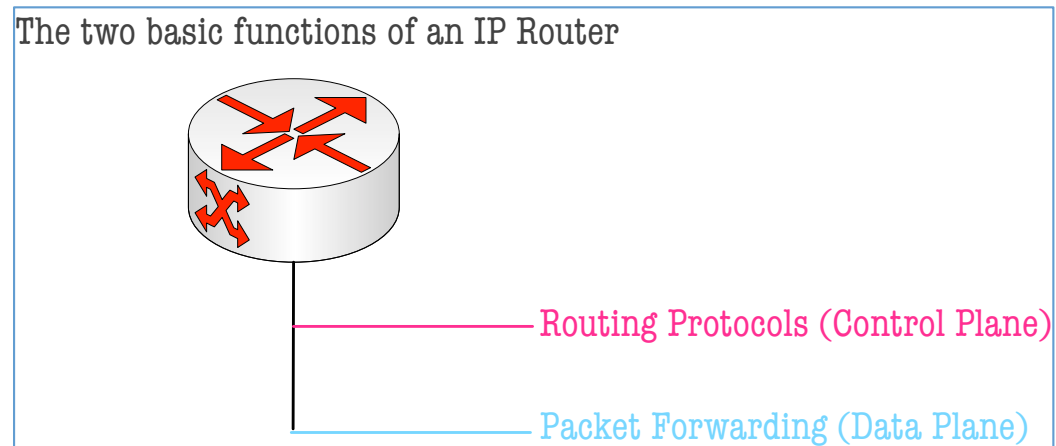 The two basic functions of an IP Router
Routing Protocols (Control Plane)
Packet Forwarding (Data Plane)